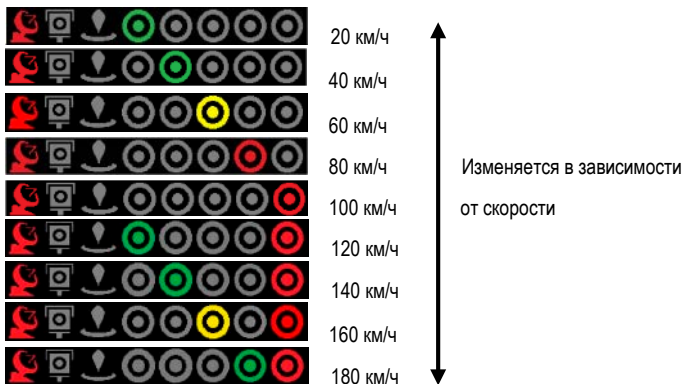 20 км/ч
40 км/ч
60 км/ч
80 км/ч
Изменяется в зависимости
100 км/ч
от скорости
120 км/ч
140 км/ч
160 км/ч
180 км/ч